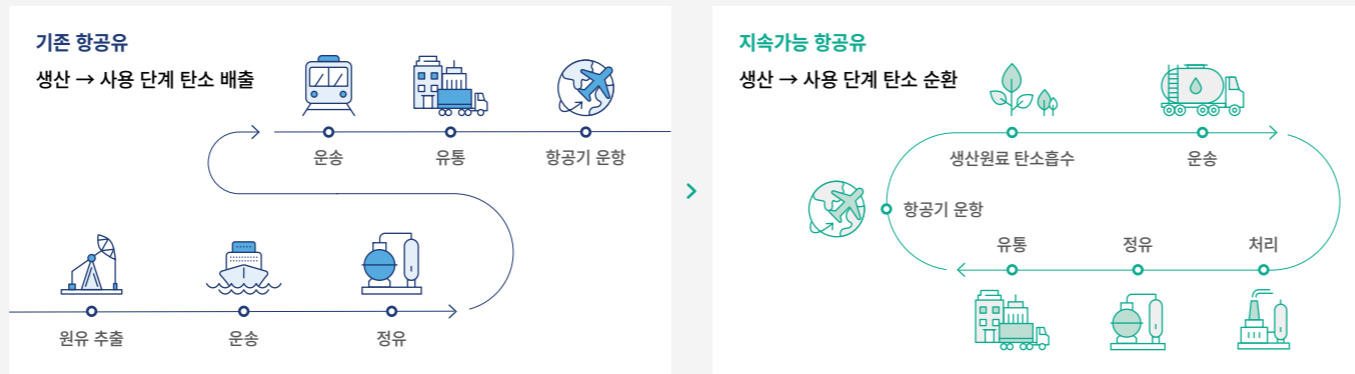 기존 항공유
생산 → 사용 단계 탄소 배출
원유 추출
운송
정유
운송
유통
항공기 운항
지속가능 항공유
생산 → 사용 단계 탄소 순환
생산원료 탄소흡수
운송
처리
정유
유통
항공기 운항